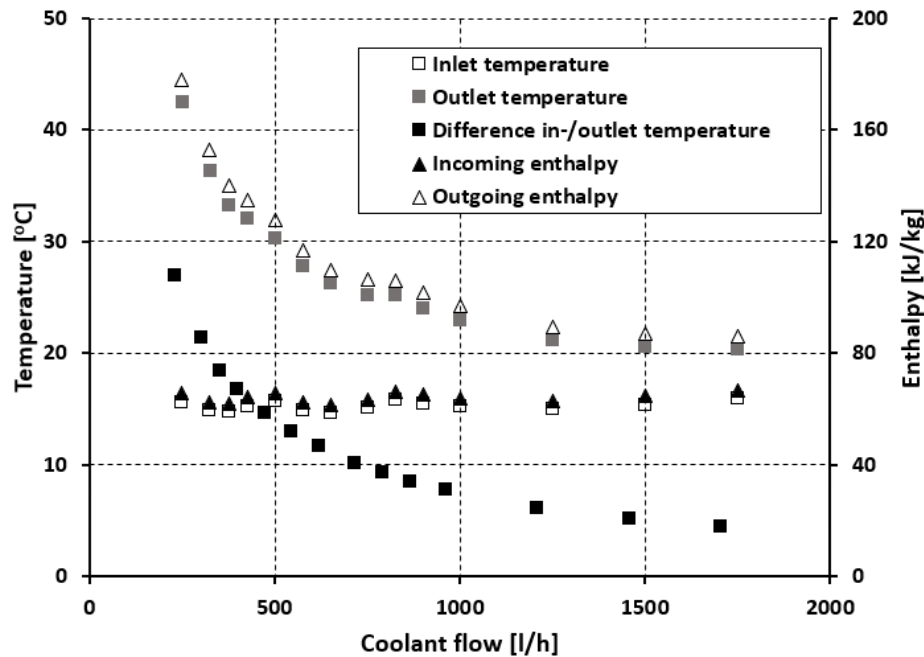 50
40
30
20
10
0
Temperature [°C]
200
160
120
80
40
0
Enthalpy [kJ/kg]
Inlet temperature
Outlet temperature
Difference in-/outlet temperature
Incoming enthalpy
Outgoing enthalpy
0 500 1000 1500 2000
Coolant flow [l/h]